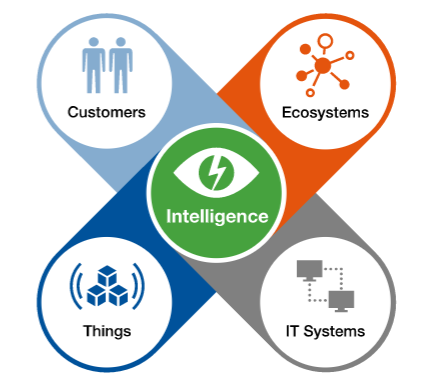 Customers
Ecosystems
Intelligence
Things
IT Systems